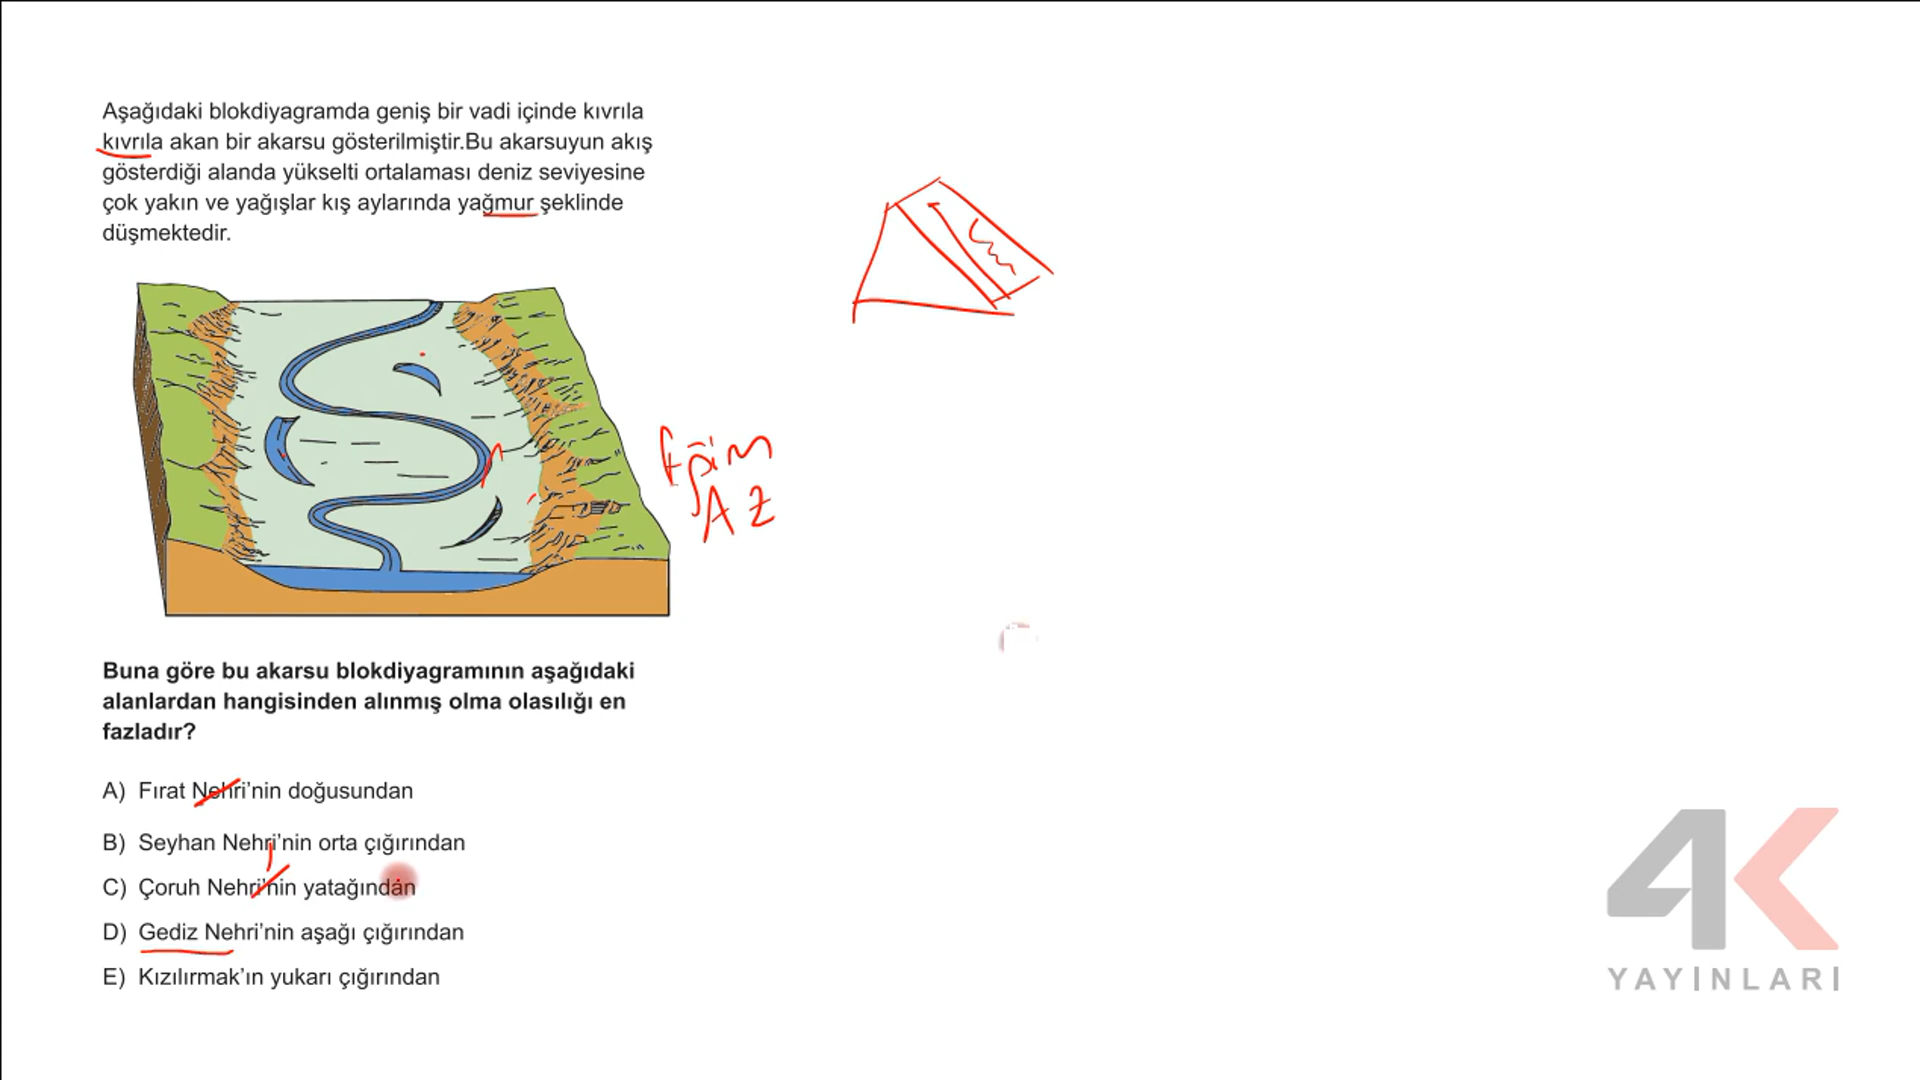 Aşağıdaki blokdiyagramda geniş bir vadi içinde kıvrıla
kıvrıla akan bir akarsu gösterilmiştir.Bu akarsuyun akış
gösterdiği alanda yükselti ortalaması deniz seviyesine
çok yakın ve yağışlar kış aylarında yağmur şeklinde
düşmektedir.
Eğim
AZ
Buna göre bu akarsu blokdiyagramının aşağıdaki
alanlardan hangisinden alınmış olma olasılığı en
fazladır?
A) Fırat Nehri’nin doğusundan
B) Seyhan Nehri’nin orta çığırından
C) Çoruh Nehri’nin yatağından
D) Gediz Nehri’nin aşağı çığırından
E) Kızılırmak’ın yukarı çığırından
4K
YAYINLARI